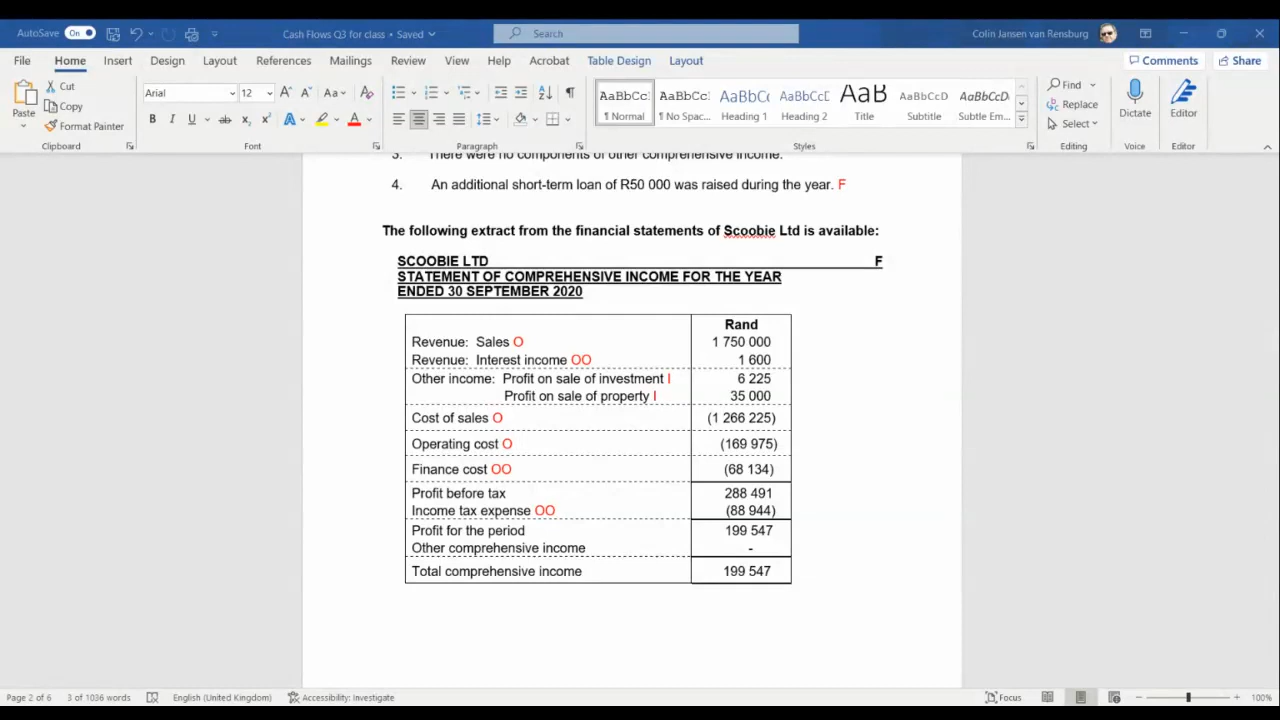 AutoSave On Cash Flows Q3 for class • Saved Search Colin Jansen van Rensburg
File Home Insert Design Layout References Mailings Review View Help Acrobat Table Design Layout Comments Share
Paste Cut Copy Format Painter
Arial 12 Aa
AaBbCc AaBbCc AaBbCc AaBbCcD AaB AaBbCcD AaBbCcD
¶ Normal ¶ No Spac... Heading 1 Heading 2 Title Subtitle Subtle Em...
Find Replace Select Dictate Editor
Clipboard Font Paragraph Styles Editing Voice Editor
3. There were no components of other comprehensive income.
4. An additional short-term loan of R50 000 was raised during the year. F
The following extract from the financial statements of Scoobie Ltd is available:
SCOOBIE LTD F
STATEMENT OF COMPREHENSIVE INCOME FOR THE YEAR
ENDED 30 SEPTEMBER 2020
Rand
Revenue: Sales O 1 750 000
Revenue: Interest income OO 1 600
Other income: Profit on sale of investment I 6 225
Profit on sale of property I 35 000
Cost of sales O (1 266 225)
Operating cost O (169 975)
Finance cost OO (68 134)
Profit before tax 288 491
Income tax expense OO (88 944)
Profit for the period 199 547
Other comprehensive income -
Total comprehensive income 199 547
Page 2 of 6 3 of 1036 words English (United Kingdom) Accessibility: Investigate Focus 100%